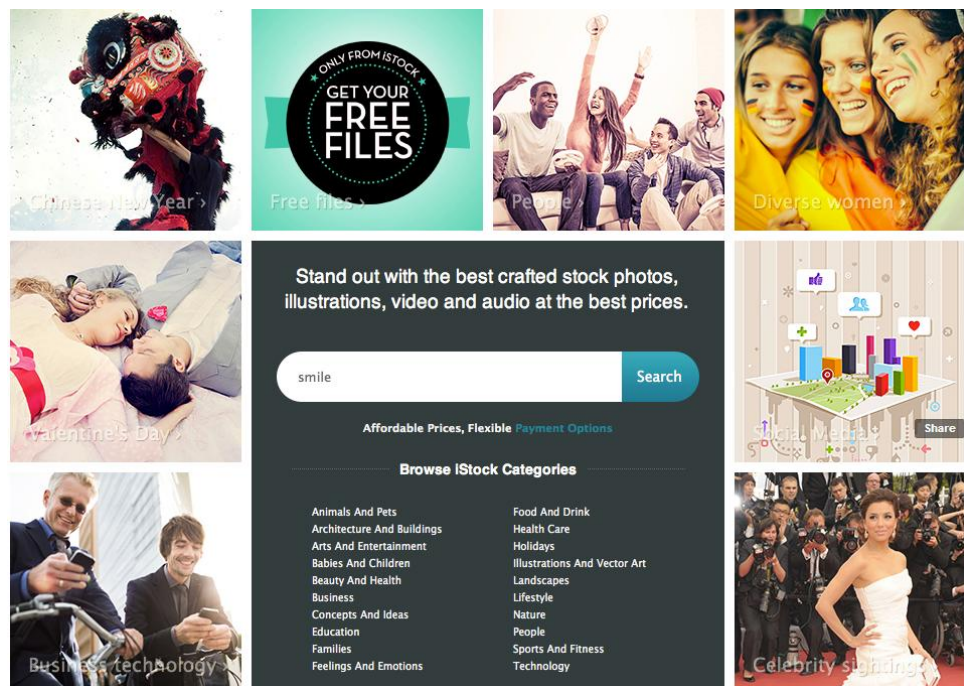 Chinese New Year ›
ONLY FROM iSTOCK
GET YOUR
FREE
FILES
Free files ›
People ›
Diverse women ›
Valentine's Day ›
Stand out with the best crafted stock photos,
illustrations, video and audio at the best prices.
smile
Search
Affordable Prices, Flexible Payment Options
Browse iStock Categories
Animals And Pets
Architecture And Buildings
Arts And Entertainment
Babies And Children
Beauty And Health
Business
Concepts And Ideas
Education
Families
Feelings And Emotions
Food And Drink
Health Care
Holidays
Illustrations And Vector Art
Landscapes
Lifestyle
Nature
People
Sports And Fitness
Technology
Social Media ›
Share
Business technology ›
Celebrity sightings ›